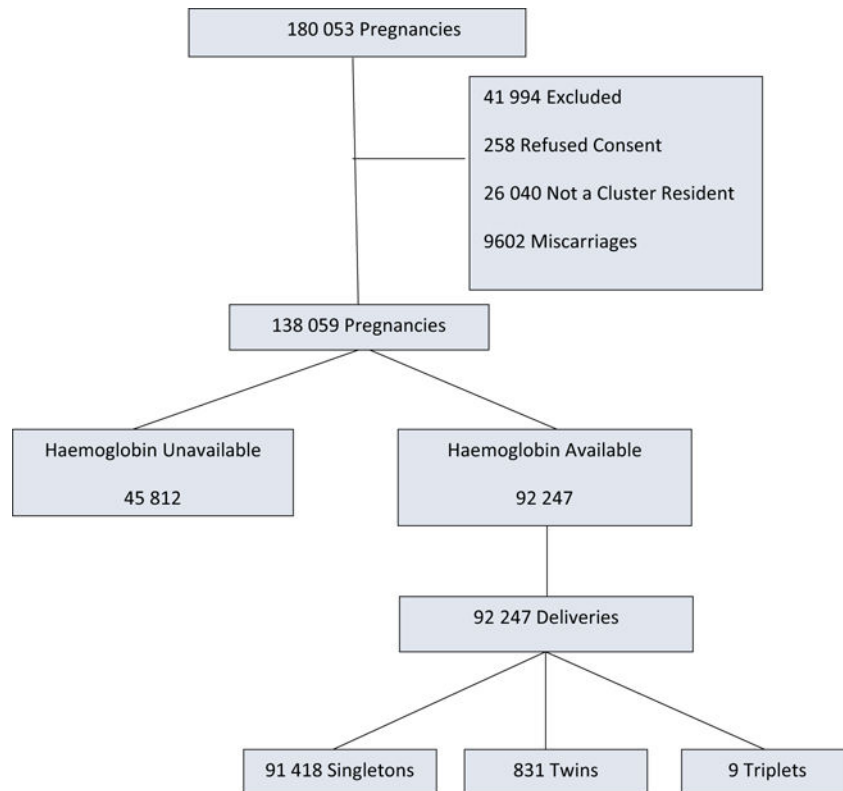 180 053 Pregnancies
41 994 Excluded
258 Refused Consent
26 040 Not a Cluster Resident
9602 Miscarriages
138 059 Pregnancies
Haemoglobin Unavailable
45 812
Haemoglobin Available
92 247
92 247 Deliveries
91 418 Singletons
831 Twins
9 Triplets